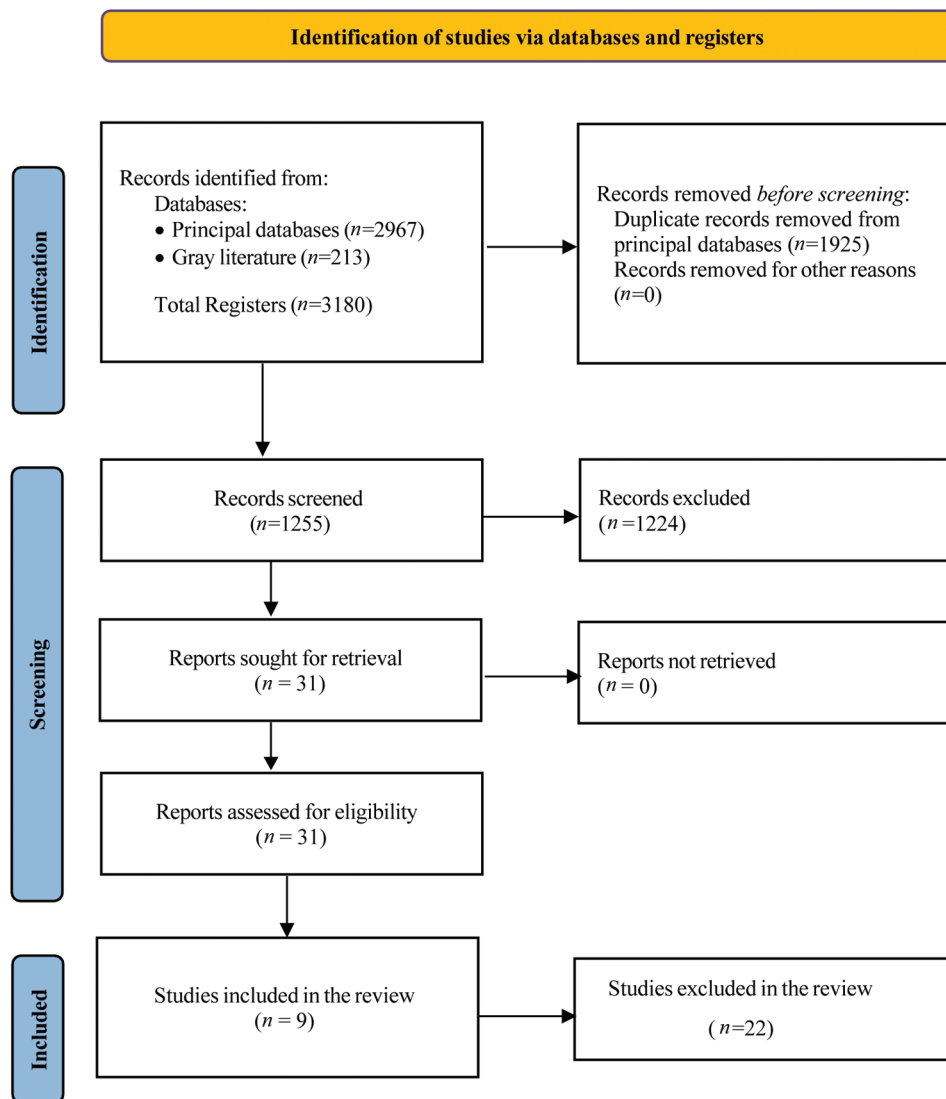 Identification of studies via databases and registers
Identification
Records identified from:
Databases:
• Principal databases (n=2967)
• Gray literature (n=213)
Total Registers (n=3180)
Records removed before screening:
Duplicate records removed from
principal databases (n=1925)
Records removed for other reasons
(n=0)
Screening
Records screened
(n=1255)
Records excluded
(n=1224)
Reports sought for retrieval
(n = 31)
Reports not retrieved
(n = 0)
Reports assessed for eligibility
(n = 31)
Included
Studies included in the review
(n = 9)
Studies excluded in the review
(n=22)